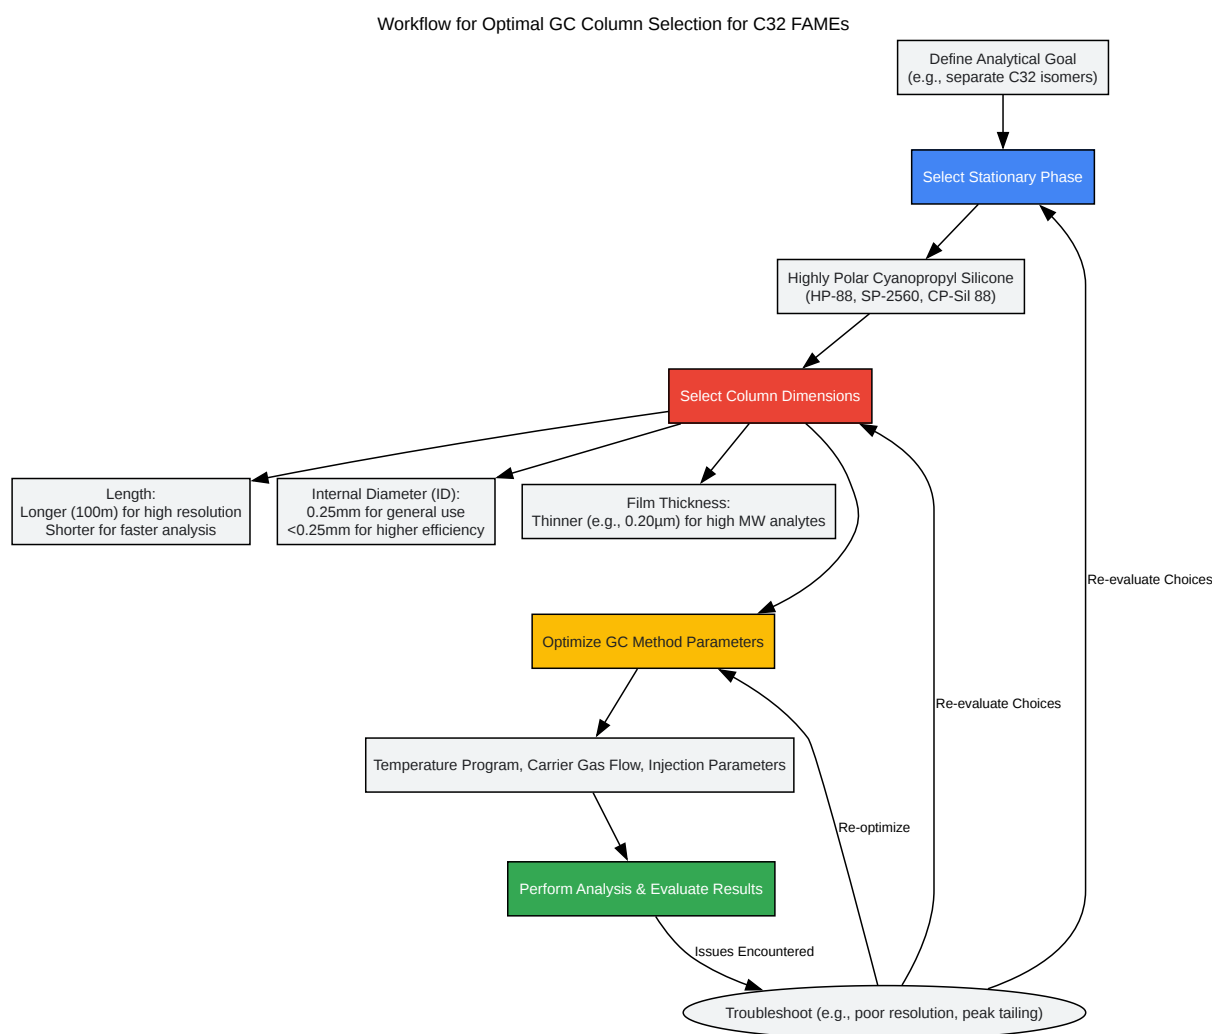 Workflow for Optimal GC Column Selection for C32 FAMEs
Define Analytical Goal
(e.g., separate C32 isomers)
Select Stationary Phase
Highly Polar Cyanopropyl Silicone
(HP-88, SP-2560, CP-Sil 88)
Select Column Dimensions
Length:
Longer (100m) for high resolution
Shorter for faster analysis
Internal Diameter (ID):
0.25mm for general use
<0.25mm for higher efficiency
Film Thickness:
Thinner (e.g., 0.20µm) for high MW analytes
Re-evaluate Choices
Optimize GC Method Parameters
Re-evaluate Choices
Temperature Program, Carrier Gas Flow, Injection Parameters
Re-optimize
Perform Analysis & Evaluate Results
Issues Encountered
Troubleshoot (e.g., poor resolution, peak tailing)